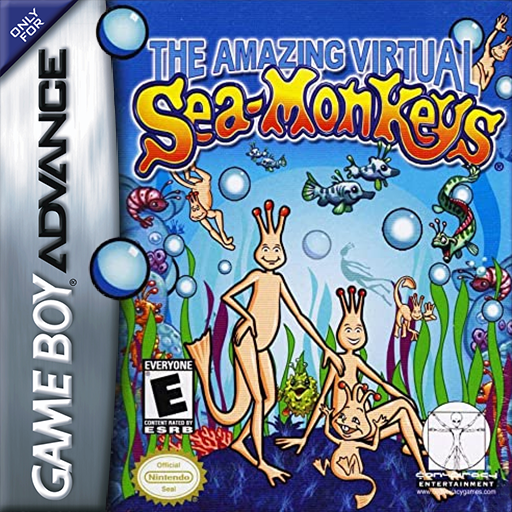 ONLY
FOR
GAME BOY ADVANCE
THE AMAZING VIRTUAL
Sea-Monkeys®
EVERYONE
E
CONTENT RATED BY
ESRB
Official
Nintendo
Seal
Conspiracy
ENTERTAINMENT